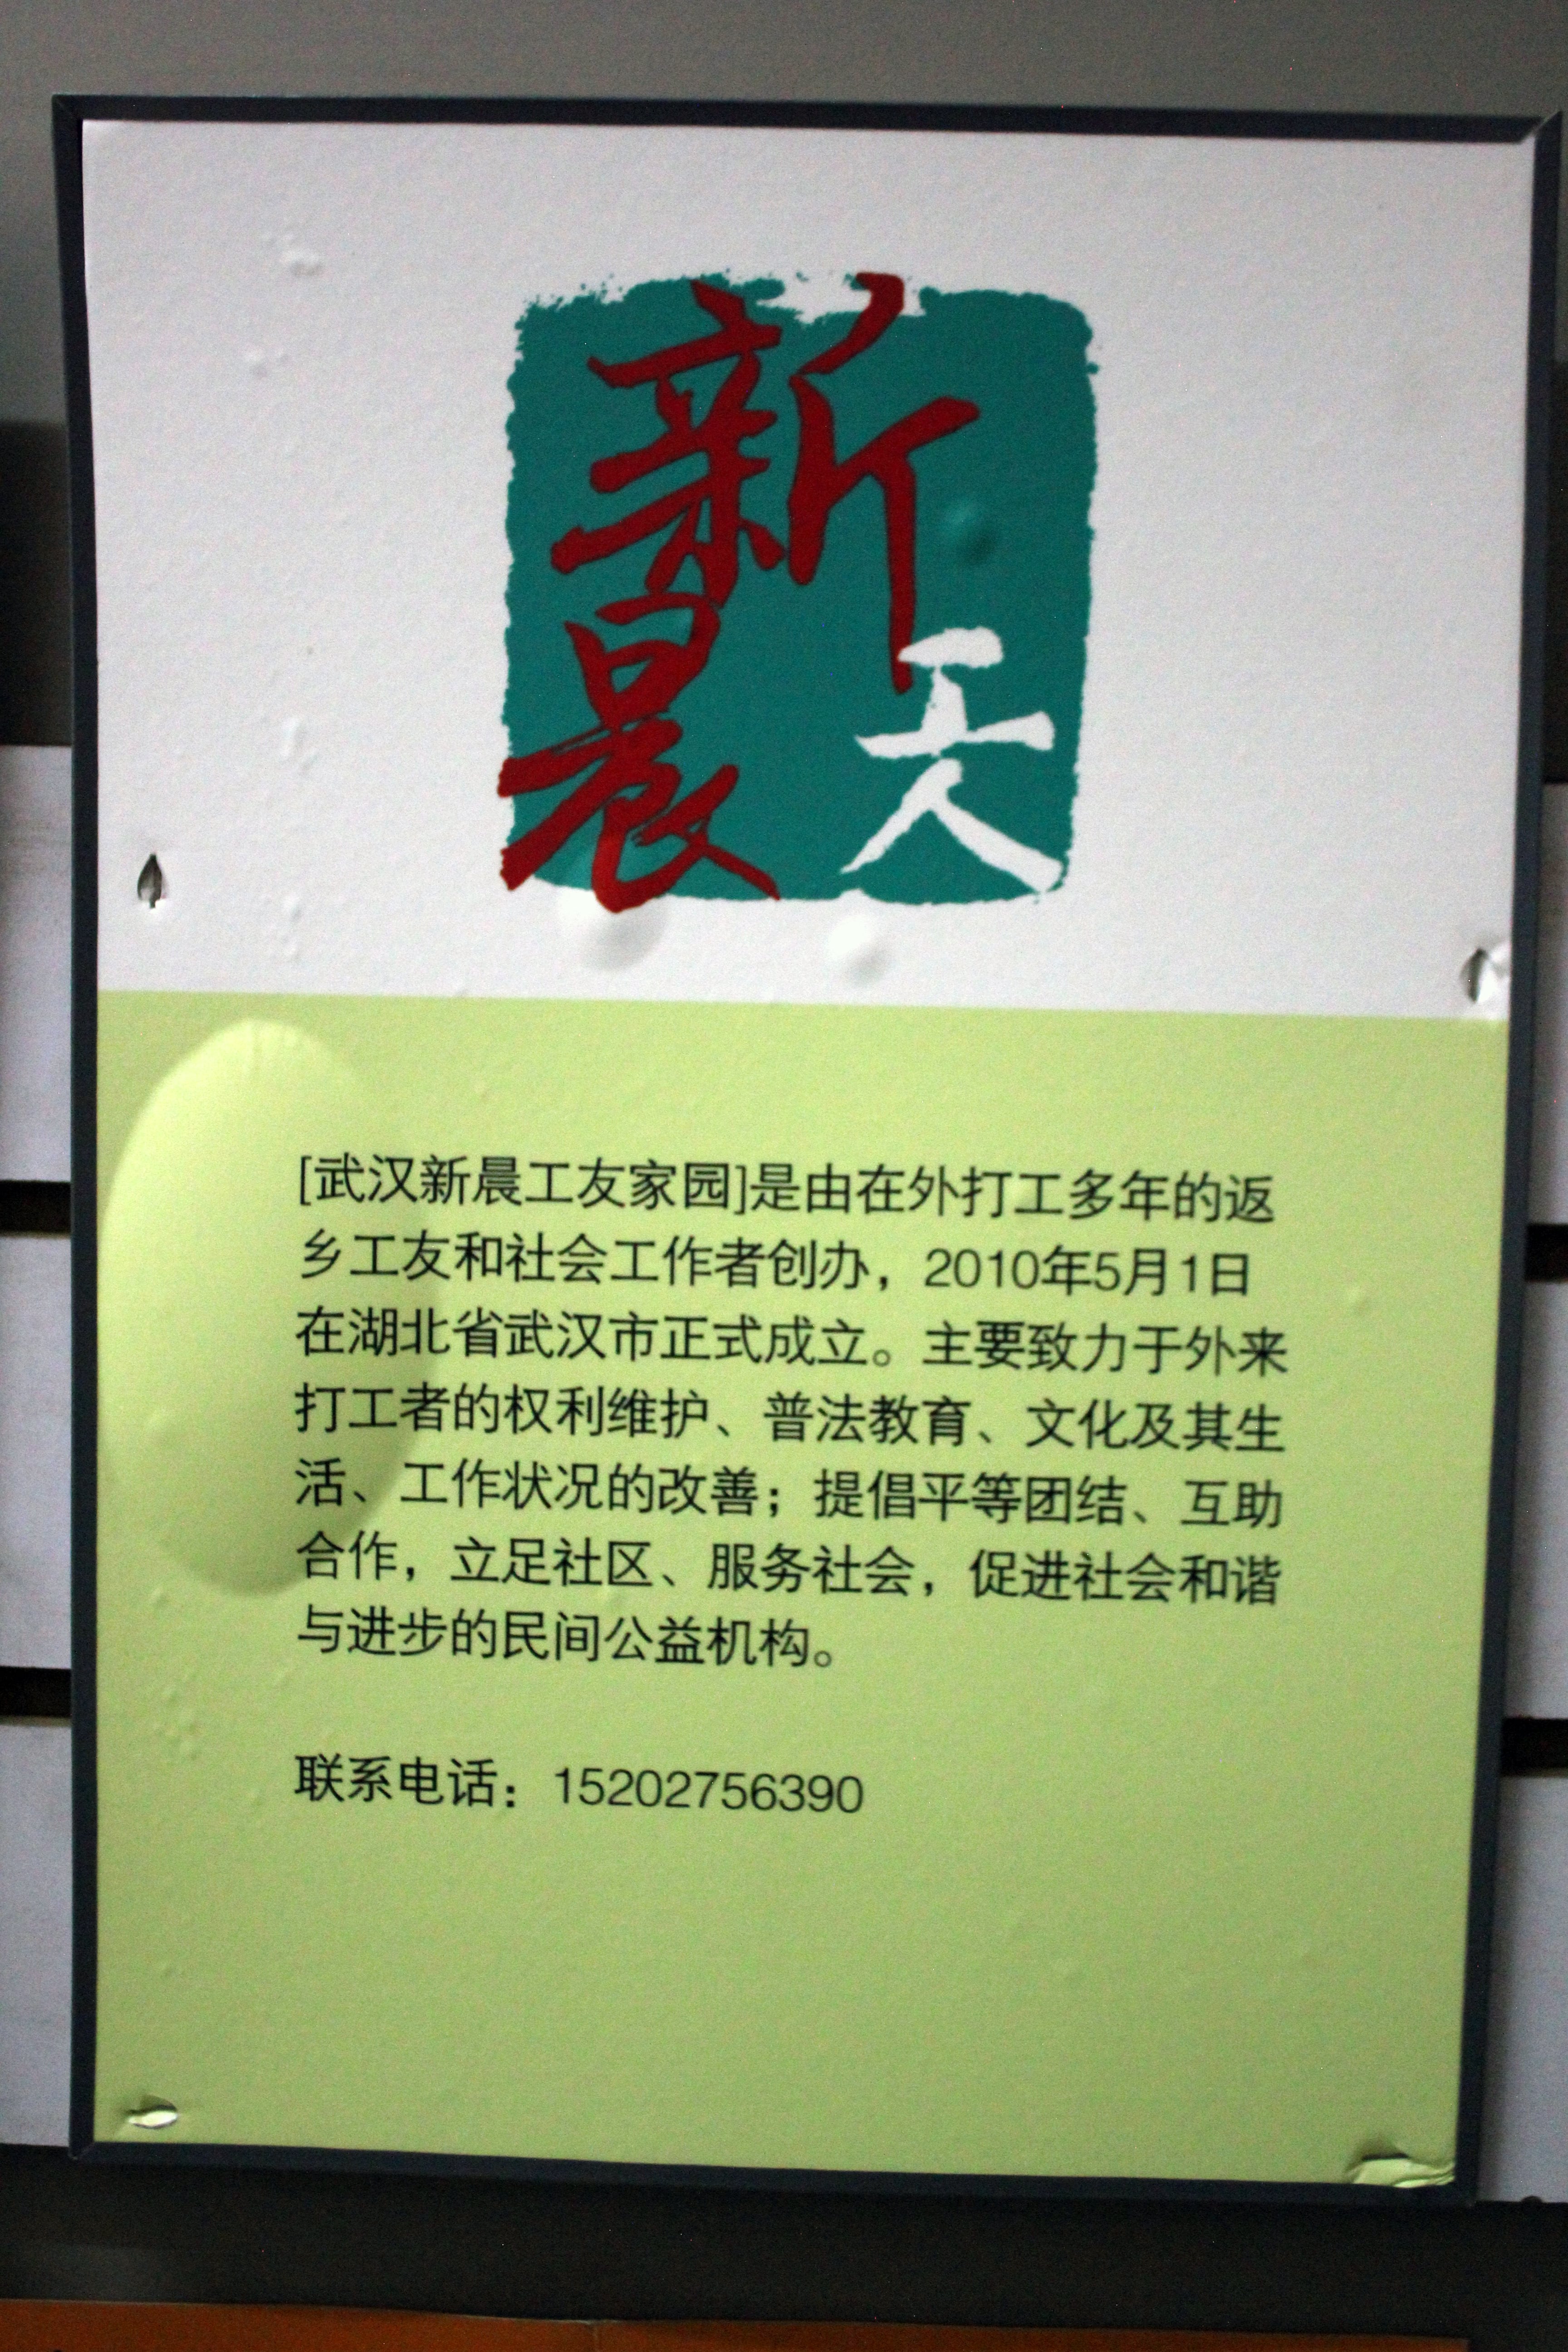 新
晨
工
人
[武汉新晨工友家园]是由在外打工多年的返
乡工友和社会工作者创办，2010年5月1日
在湖北省武汉市正式成立。主要致力于外来
打工者的权利维护、普法教育、文化及其生
活、工作状况的改善；提倡平等团结、互助
合作，立足社区、服务社会，促进社会和谐
与进步的民间公益机构。
联系电话：15202756390